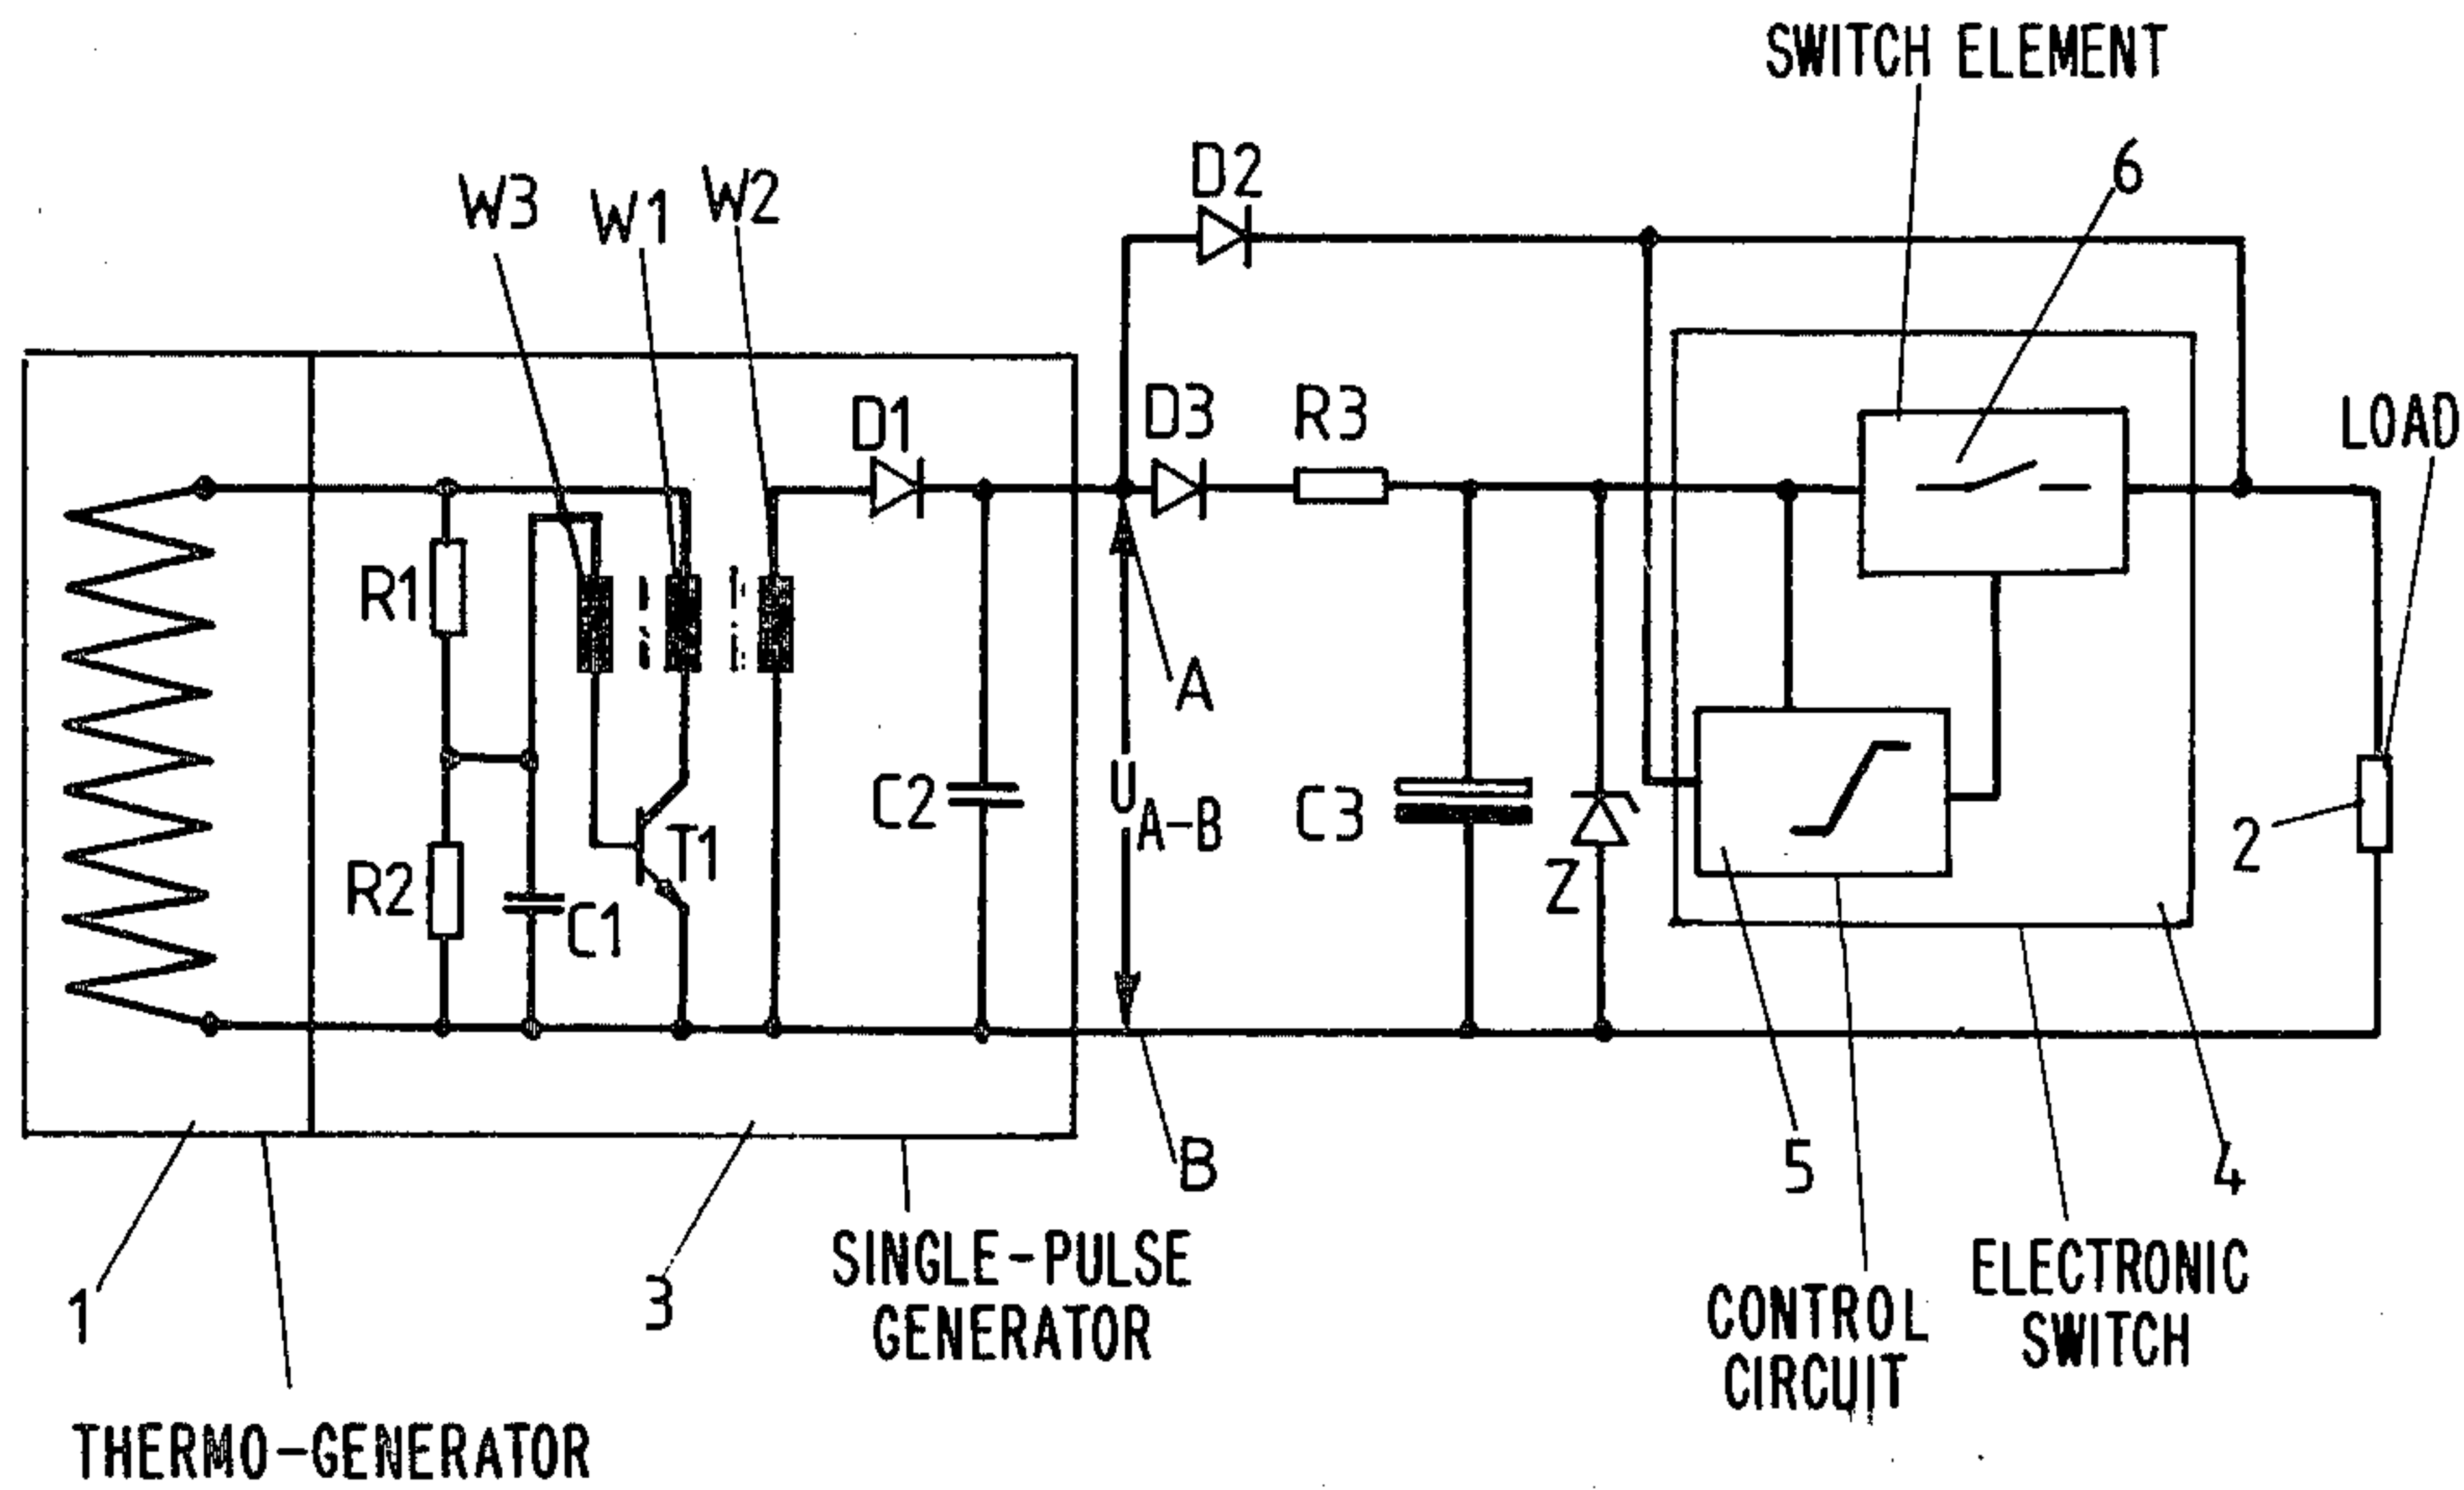 SWITCH ELEMENT
6
D2
W3
W1
W2
D1
D3
R3
LOAD
R1
A
U
A-B
C2
C3
T1
R2
C1
Z
2
B
5
4
1
3
SINGLE-PULSE
GENERATOR
ELECTRONIC
SWITCH
CONTROL
CIRCUIT
THERMO-GENERATOR